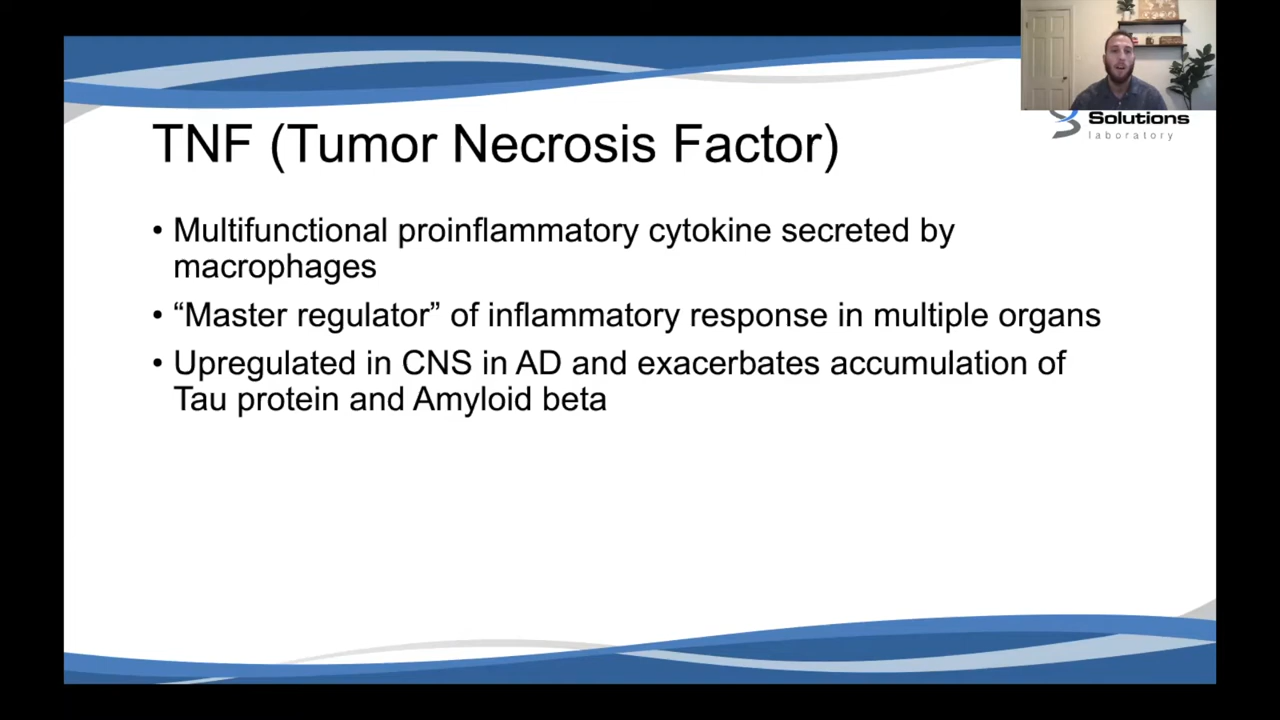 Solutions
laboratory
TNF (Tumor Necrosis Factor)
• Multifunctional proinflammatory cytokine secreted by
macrophages
• “Master regulator” of inflammatory response in multiple organs
• Upregulated in CNS in AD and exacerbates accumulation of
Tau protein and Amyloid beta